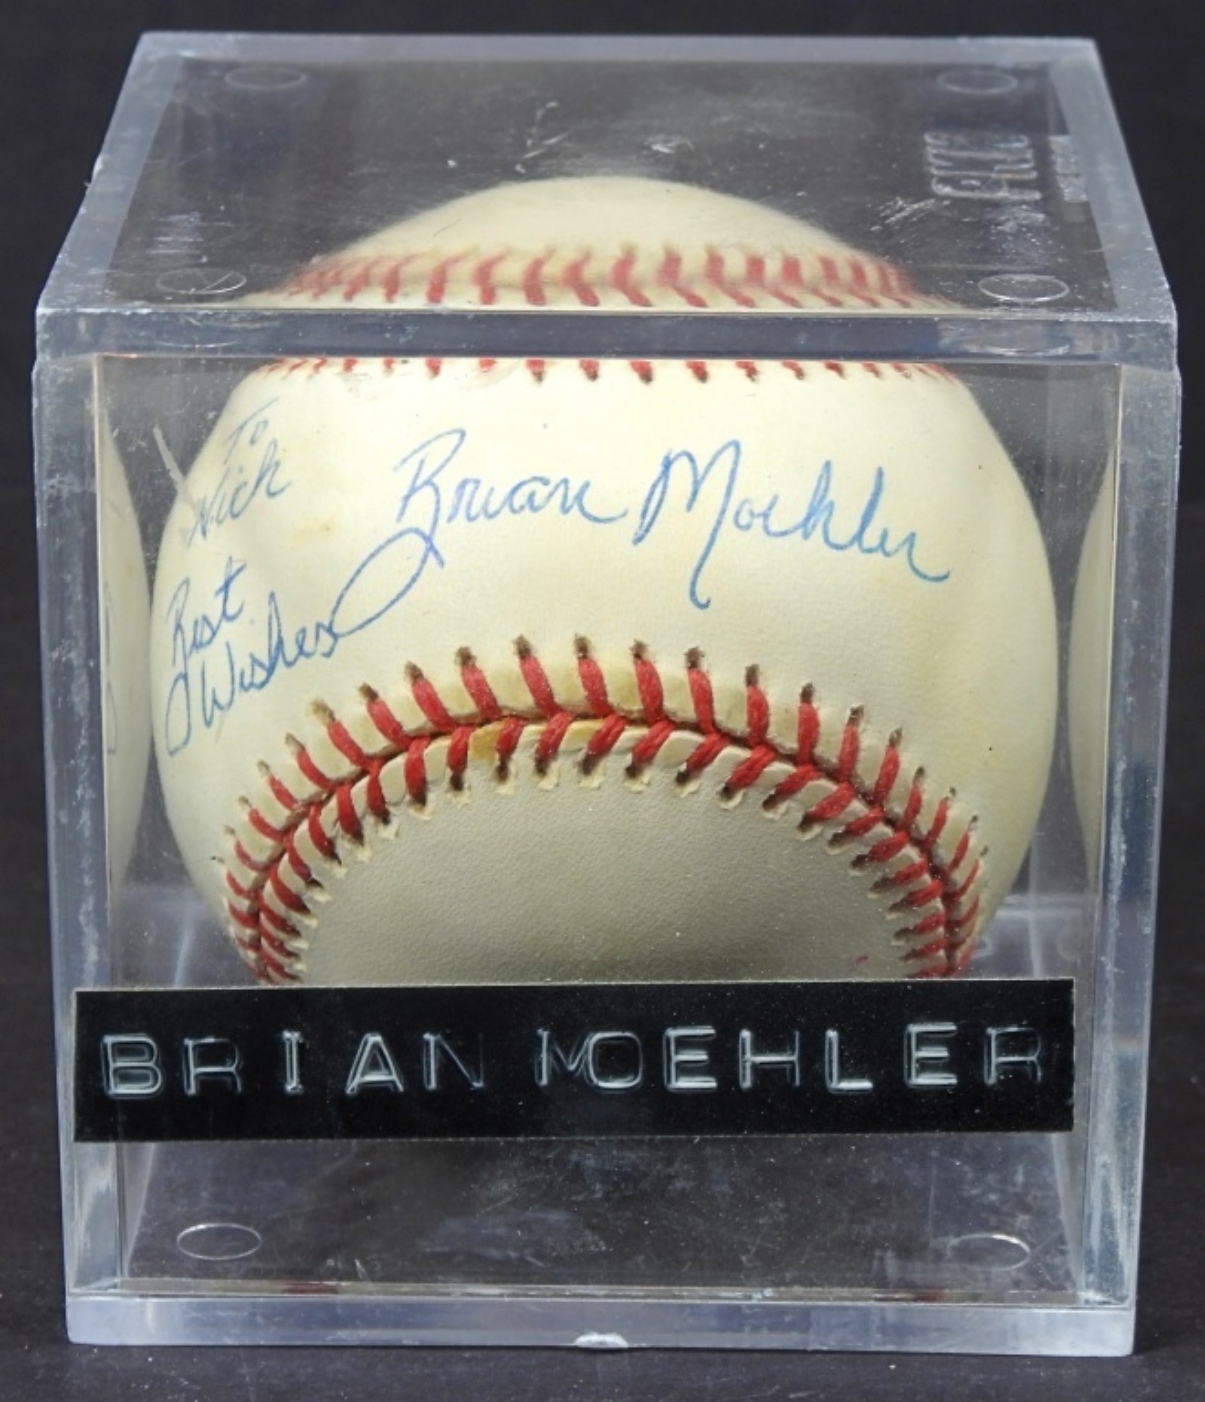 To
Nick
Best
Wishes
Brian Moehler
BRIAN MOEHLER